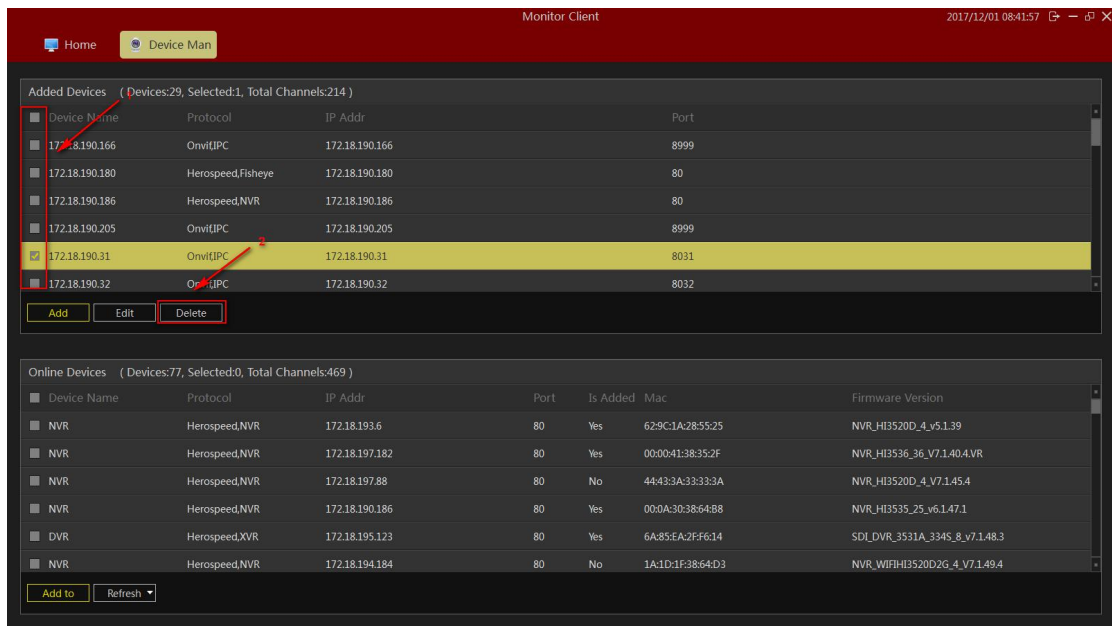 Monitor Client 2017/12/01 08:41:57
Home Device Man
Added Devices ( Devices:29, Selected:1, Total Channels:214 )
1
Device Name Protocol IP Addr Port
172.18.190.166 Onvif,IPC 172.18.190.166 8999
172.18.190.180 Herospeed,Fisheye 172.18.190.180 80
172.18.190.186 Herospeed,NVR 172.18.190.186 80
172.18.190.205 Onvif,IPC 172.18.190.205 8999
2
172.18.190.31 Onvif,IPC 172.18.190.31 8031
172.18.190.32 Onvif,IPC 172.18.190.32 8032
Add Edit Delete
Online Devices ( Devices:77, Selected:0, Total Channels:469 )
Device Name Protocol IP Addr Port Is Added Mac Firmware Version
NVR Herospeed,NVR 172.18.193.6 80 Yes 62:9C:1A:28:55:25 NVR_HI3520D_4_v5.1.39
NVR Herospeed,NVR 172.18.197.182 80 Yes 00:00:41:38:35:2F NVR_HI3536_36_V7.1.40.4.VR
NVR Herospeed,NVR 172.18.197.88 80 No 44:43:3A:33:33:3A NVR_HI3520D_4_V7.1.45.4
NVR Herospeed,NVR 172.18.190.186 80 Yes 00:0A:30:38:64:B8 NVR_HI3535_25_v6.1.47.1
DVR Herospeed,XVR 172.18.195.123 80 Yes 6A:85:EA:2F:F6:14 SDI_DVR_3531A_334S_8_v7.1.48.3
NVR Herospeed,NVR 172.18.194.184 80 No 1A:1D:1F:38:64:D3 NVR_WIFIHI3520D2G_4_V7.1.49.4
Add to Refresh